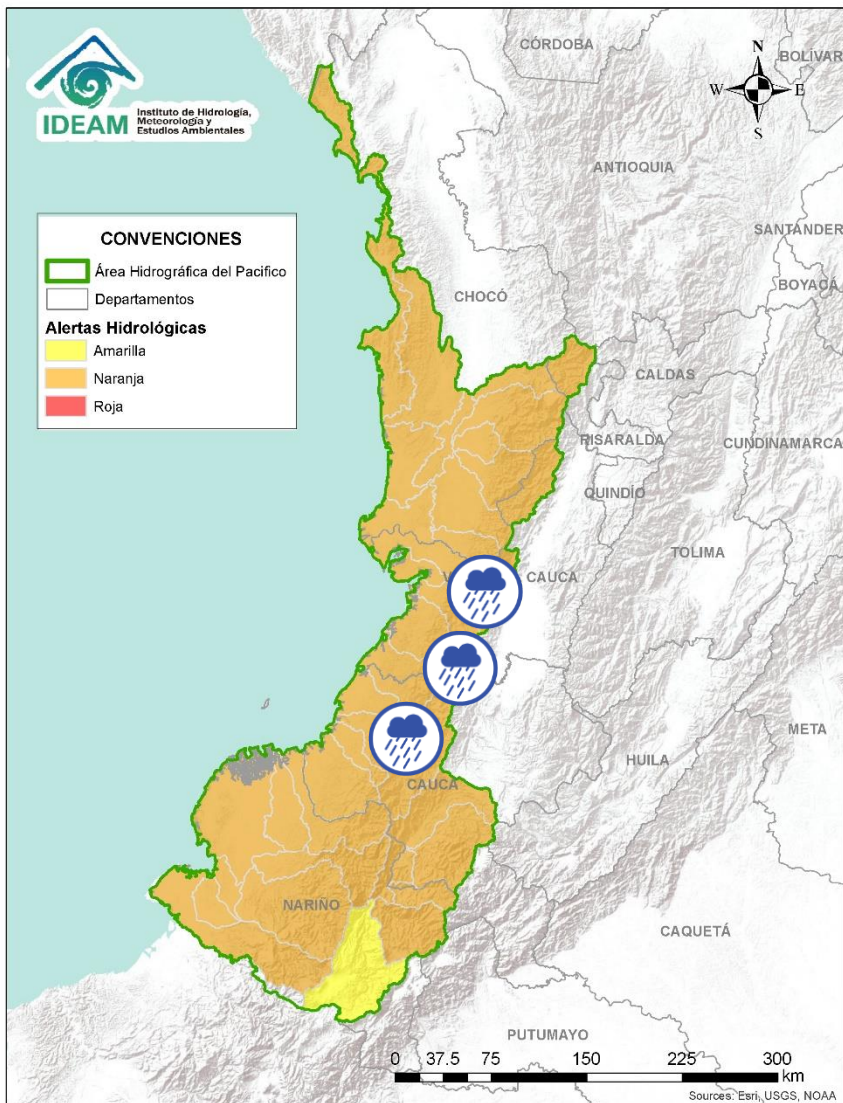 IDEAM
Instituto de Hidrología,
Meteorología y
Estudios Ambientales
CÓRDOBA
BOLÍVAR
N
W
E
S
ANTIOQUIA
SANTANDER
BOYACÁ
CONVENCIONES
Área Hidrográfica del Pacifico
Departamentos
Alertas Hidrológicas
Amarilla
Naranja
Roja
CHOCÓ
CALDAS
RISARALDA
CUNDINAMARCA
QUINDÍO
TOLIMA
CAUCA
META
HUILA
CAUCA
NARIÑO
CAQUETÁ
PUTUMAYO
0 37.5 75 150 225 300
km
Sources: Esri, USGS, NOAA